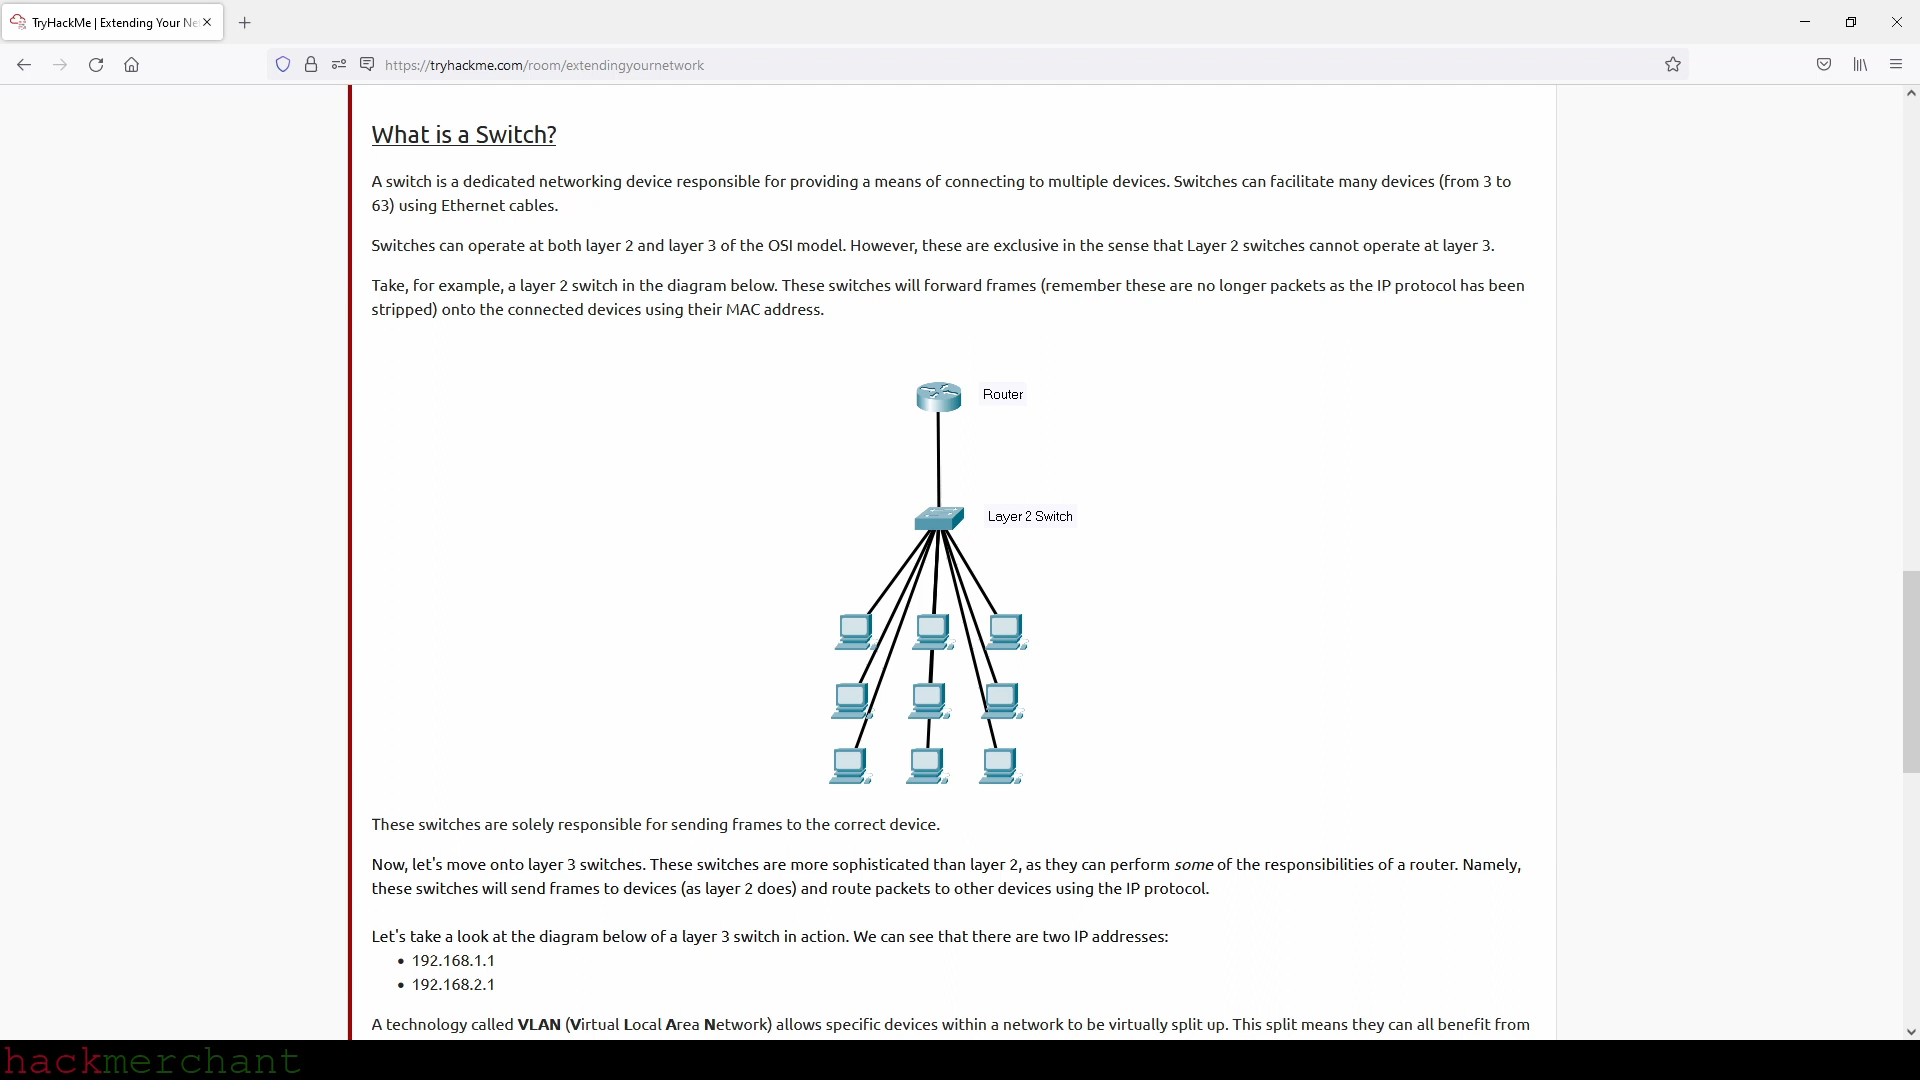 TryHackMe | Extending Your Ne
https://tryhackme.com/room/extendingyournetwork
What is a Switch?
A switch is a dedicated networking device responsible for providing a means of connecting to multiple devices. Switches can facilitate many devices (from 3 to
63) using Ethernet cables.
Switches can operate at both layer 2 and layer 3 of the OSI model. However, these are exclusive in the sense that Layer 2 switches cannot operate at layer 3.
Take, for example, a layer 2 switch in the diagram below. These switches will forward frames (remember these are no longer packets as the IP protocol has been
stripped) onto the connected devices using their MAC address.
Router
Layer 2 Switch
These switches are solely responsible for sending frames to the correct device.
Now, let's move onto layer 3 switches. These switches are more sophisticated than layer 2, as they can perform some of the responsibilities of a router. Namely,
these switches will send frames to devices (as layer 2 does) and route packets to other devices using the IP protocol.
Let's take a look at the diagram below of a layer 3 switch in action. We can see that there are two IP addresses:
• 192.168.1.1
• 192.168.2.1
A technology called VLAN (Virtual Local Area Network) allows specific devices within a network to be virtually split up. This split means they can all benefit from
hackmerchant